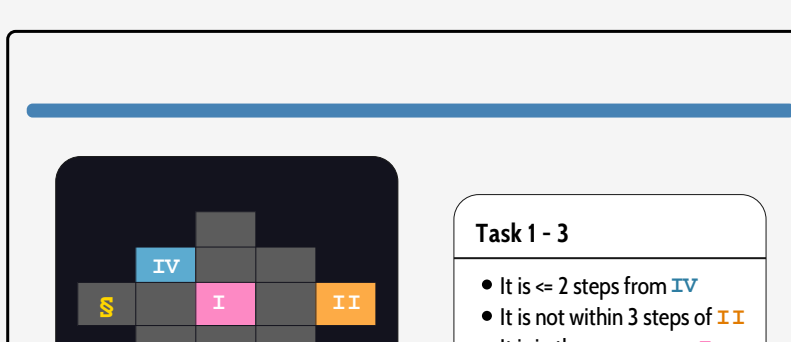 Task 1 - 3
IV
§
I
II
• It is <= 2 steps from IV
• It is not within 3 steps of II